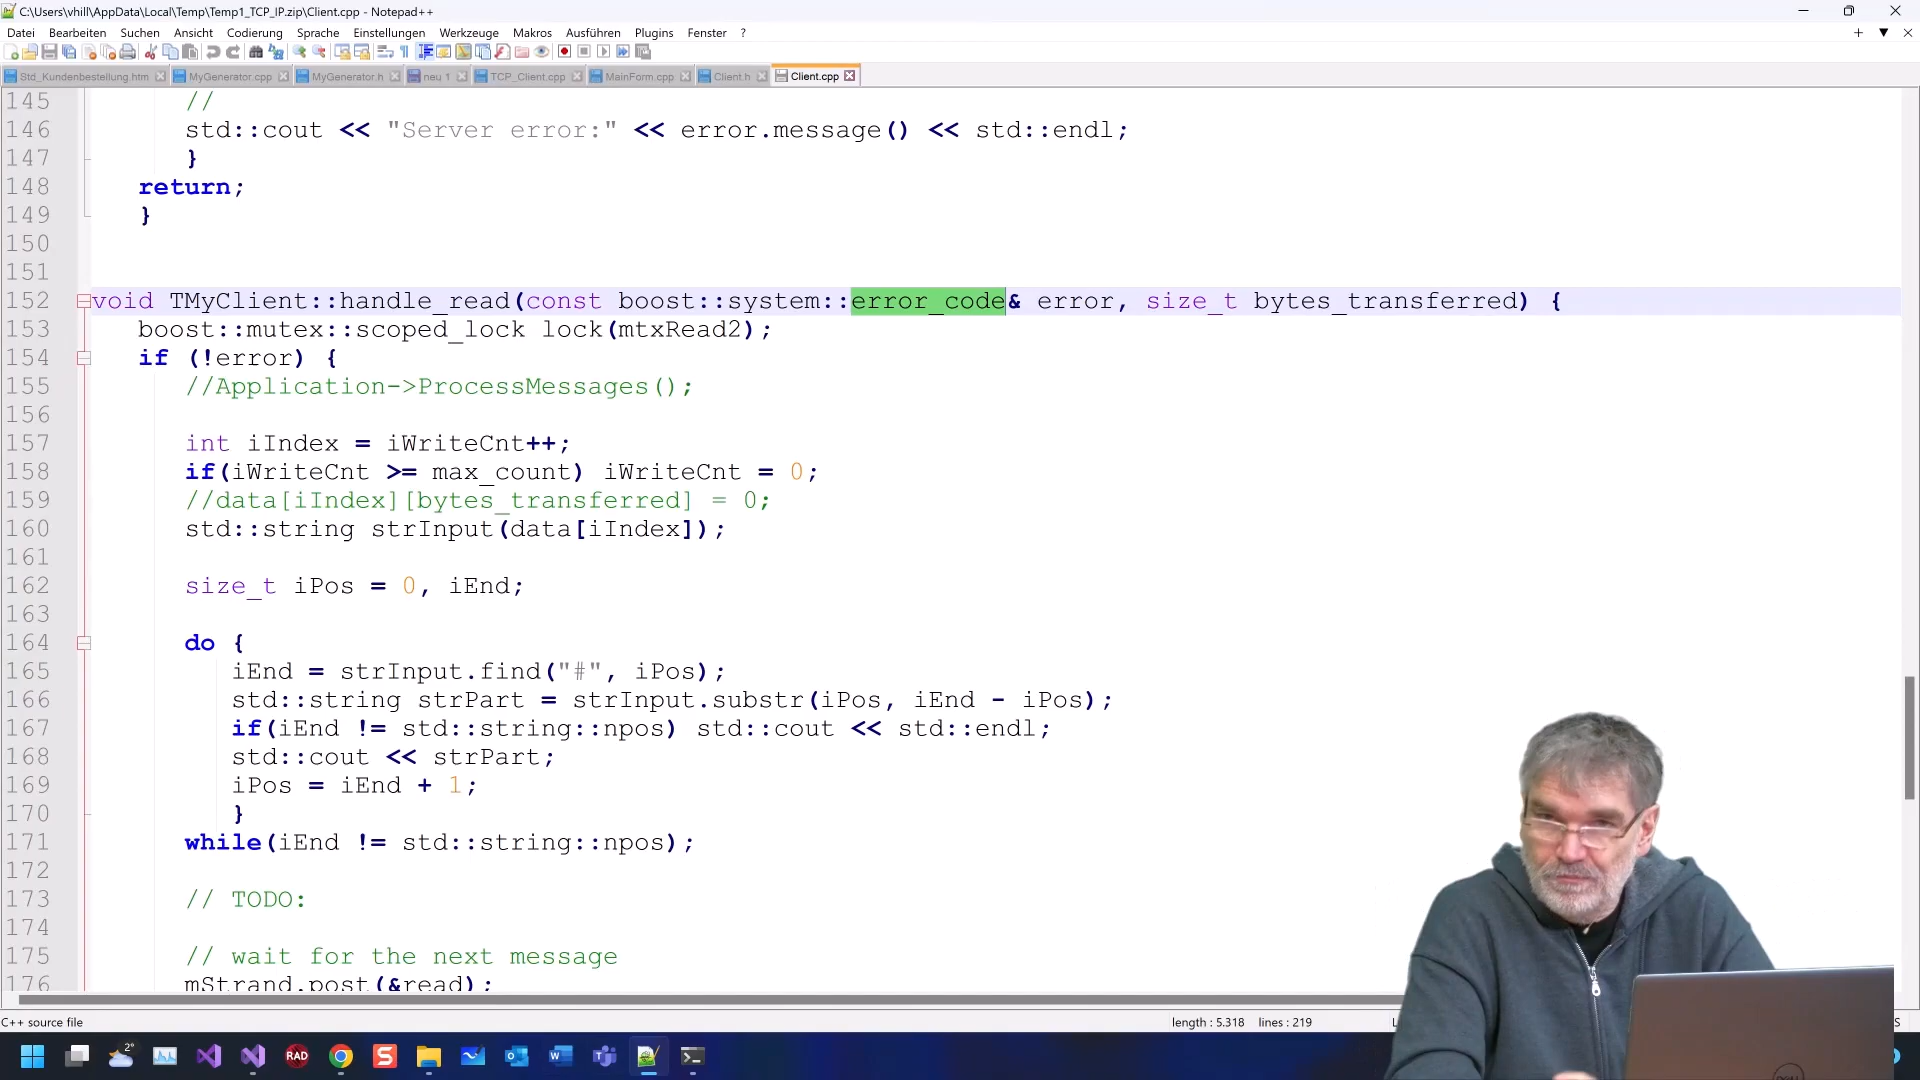 C:\Users\vhill\AppData\Local\Temp\Temp1_TCP_IP.zip\Client.cpp - Notepad++
Datei Bearbeiten Suchen Ansicht Codierung Sprache Einstellungen Werkzeuge Makros Ausführen Plugins Fenster ?
Std_Kundenbestellung.htm MyGenerator.cpp MyGenerator.h neu 1 TCP_Client.cpp MainForm.cpp Client.h Client.cpp
145 //
146 std::cout << "Server error:" << error.message() << std::endl;
147 }
148 return;
149 }
150
151
152 void TMyClient::handle_read(const boost::system::error_code& error, size_t bytes_transferred) {
153 boost::mutex::scoped_lock lock(mtxRead2);
154 if (!error) {
155 //Application->ProcessMessages();
156
157 int iIndex = iWriteCnt++;
158 if(iWriteCnt >= max_count) iWriteCnt = 0;
159 //data[iIndex][bytes_transferred] = 0;
160 std::string strInput(data[iIndex]);
161
162 size_t iPos = 0, iEnd;
163
164 do {
165 iEnd = strInput.find("#", iPos);
166 std::string strPart = strInput.substr(iPos, iEnd - iPos);
167 if(iEnd != std::string::npos) std::cout << std::endl;
168 std::cout << strPart;
169 iPos = iEnd + 1;
170 }
171 while(iEnd != std::string::npos);
172
173 // TODO:
174
175 // wait for the next message
176 mStrand.post(&read);
C++ source file length : 5.318 lines : 219
2° RAD